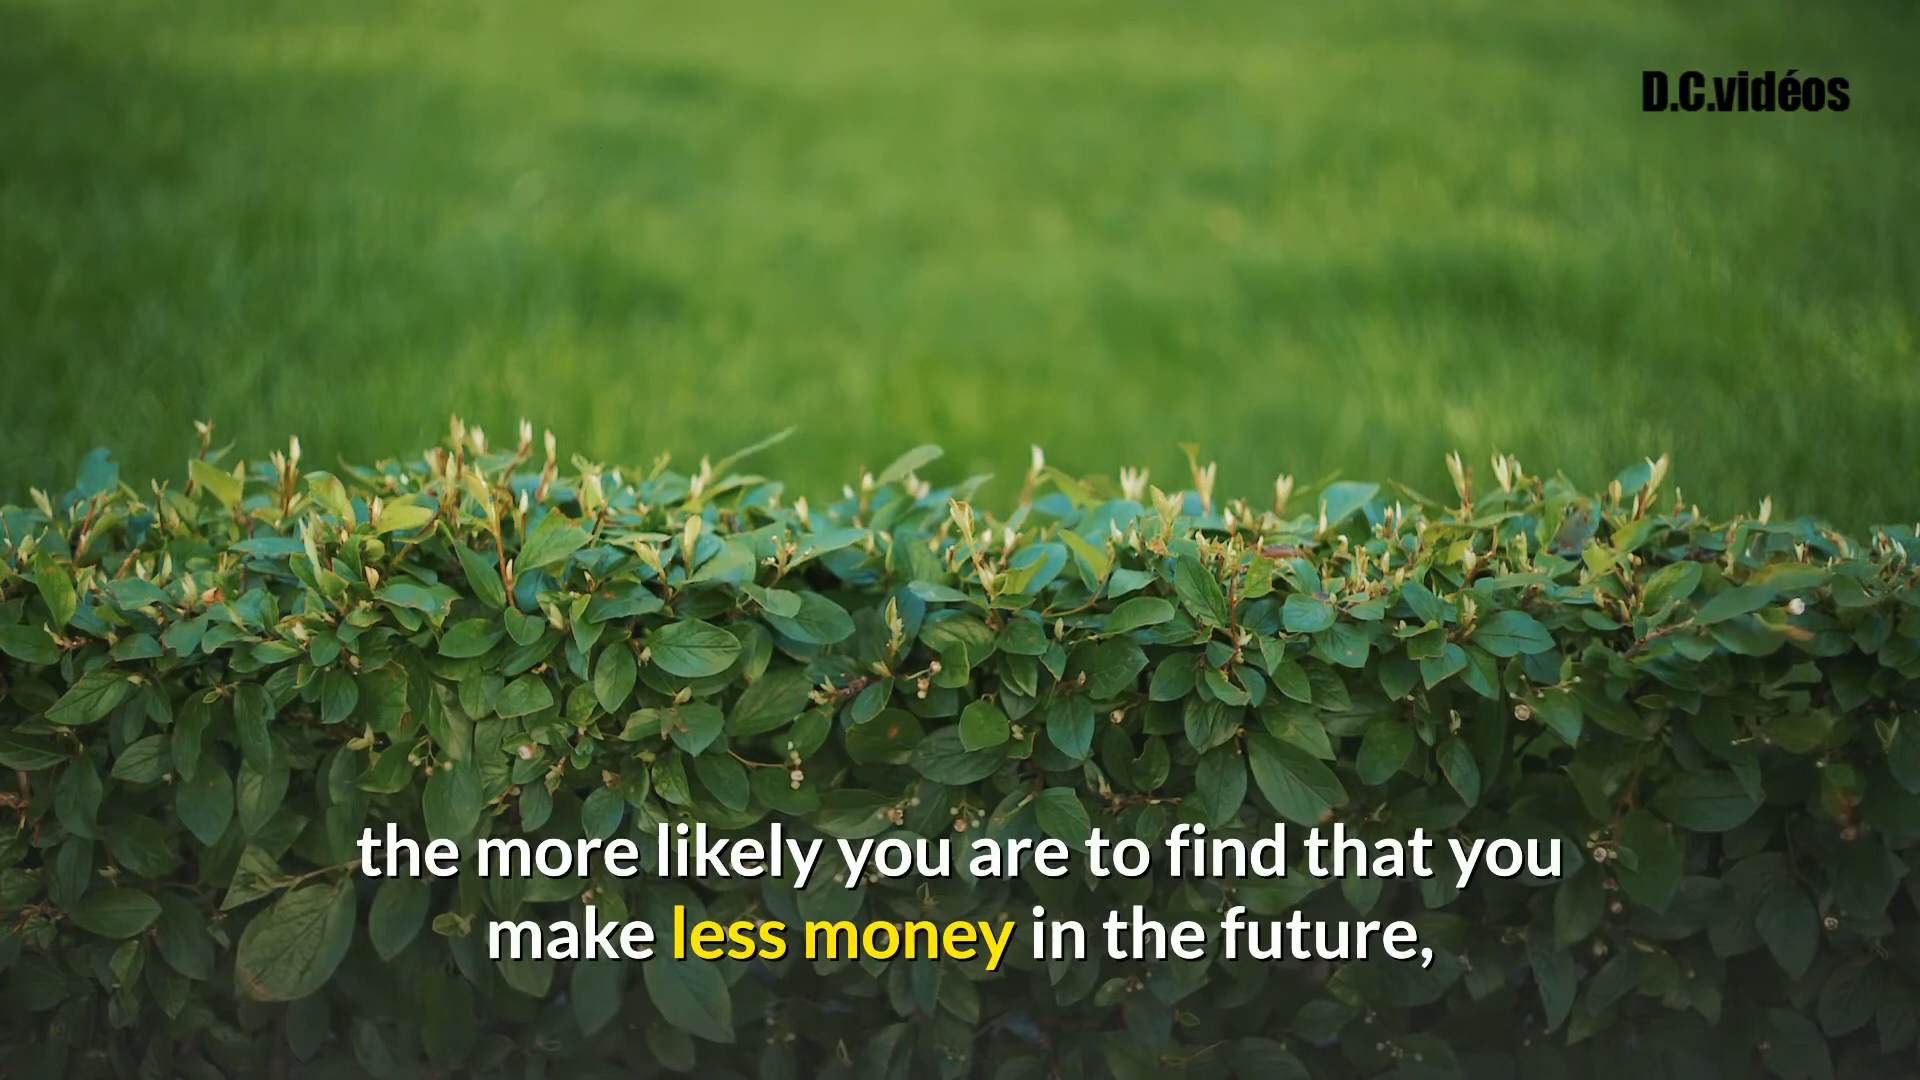 D.C.vidéos
the more likely you are to find that you
make less money in the future,